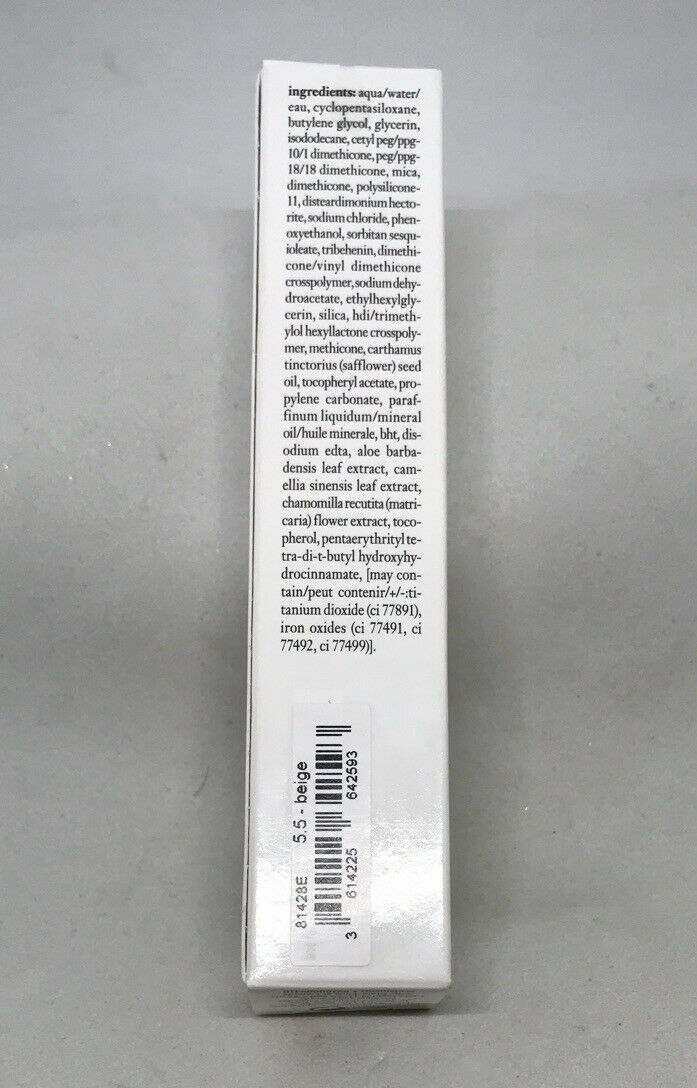 ingredients: aqua/water/
eau, cyclopentasiloxane,
butylene glycol, glycerin,
isododecane, cetyl peg/ppg-
10/1 dimethicone, peg/ppg-
18/18 dimethicone, mica,
dimethicone, polysilicone-
11, disteardimonium hecto-
rite, sodium chloride, phen-
oxyethanol, sorbitan sesqu-
ioleate, tribehenin, dimethi-
cone/vinyl dimethicone
crosspolymer, sodium dehy-
droacetate, ethylhexylgly-
cerin, silica, hdi/trimeth-
ylol hexyllactone crosspoly-
mer, methicone, carthamus
tinctorius (safflower) seed
oil, tocopheryl acetate, pro-
pylene carbonate, paraf-
finum liquidum/mineral
oil/huile minerale, bht, dis-
odium edta, aloe barba-
densis leaf extract, cam-
ellia sinensis leaf extract,
chamomilla recutita (matri-
caria) flower extract, toco-
pherol, pentaerythrityl te-
tra-di-t-butyl hydroxyhy-
drocinnamate, [may con-
tain/peut contenir/+/-:ti-
tanium dioxide (ci 77891),
iron oxides (ci 77491, ci
77492, ci 77499)].
81428E 5.5 - beige
3 614225 642593